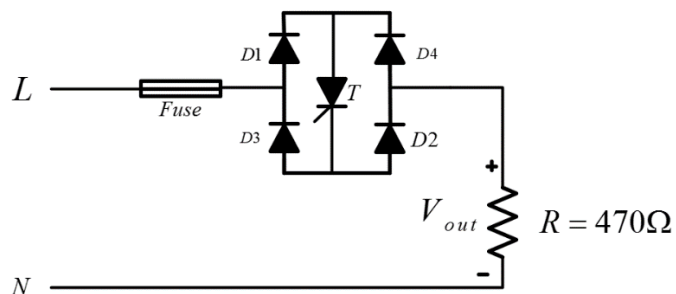 D1
D4
L
Fuse
T
D3
D2
+
V out
R = 470Ω
-
N